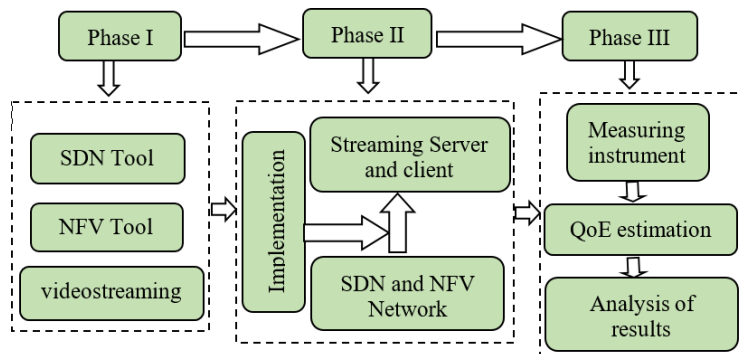 Phase I
Phase II
Phase III
SDN Tool
NFV Tool
videostreaming
Implementation
Streaming Server
and client
SDN and NFV
Network
Measuring
instrument
QoE estimation
Analysis of
results